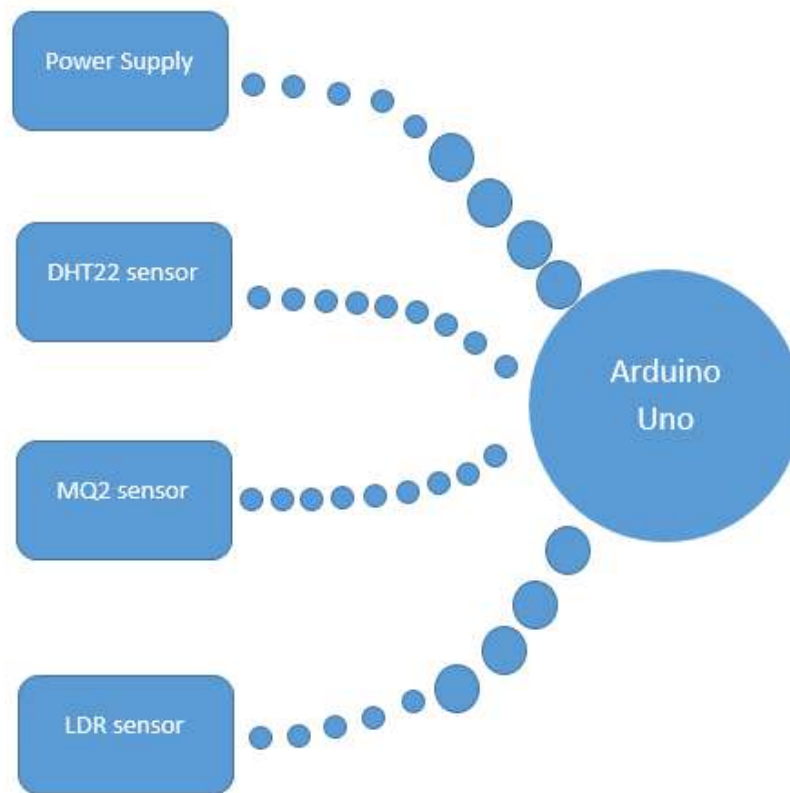 Power Supply
DHT22 sensor
Arduino
Uno
MQ2 sensor
LDR sensor